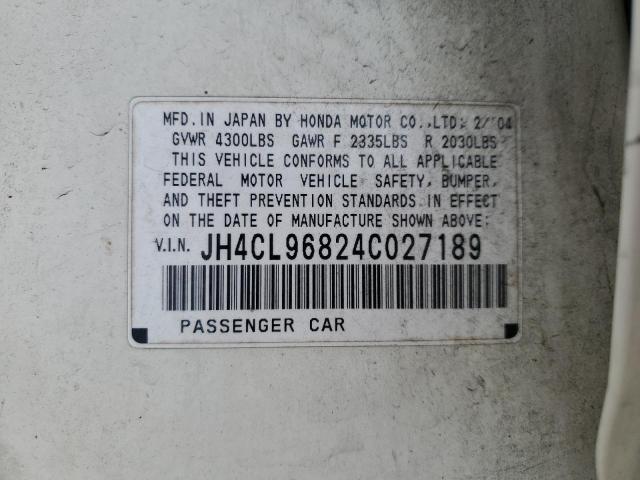 MFD. IN JAPAN BY HONDA MOTOR CO., LTD: 2/04
GVWR 4300LBS GAWR F 2335LBS R 2030LBS
THIS VEHICLE CONFORMS TO ALL APPLICABLE
FEDERAL MOTOR VEHICLE SAFETY, BUMPER,
AND THEFT PREVENTION STANDARDS IN EFFECT
ON THE DATE OF MANUFACTURE SHOWN ABOVE:
V.I.N. JH4CL96824C027189
PASSENGER CAR